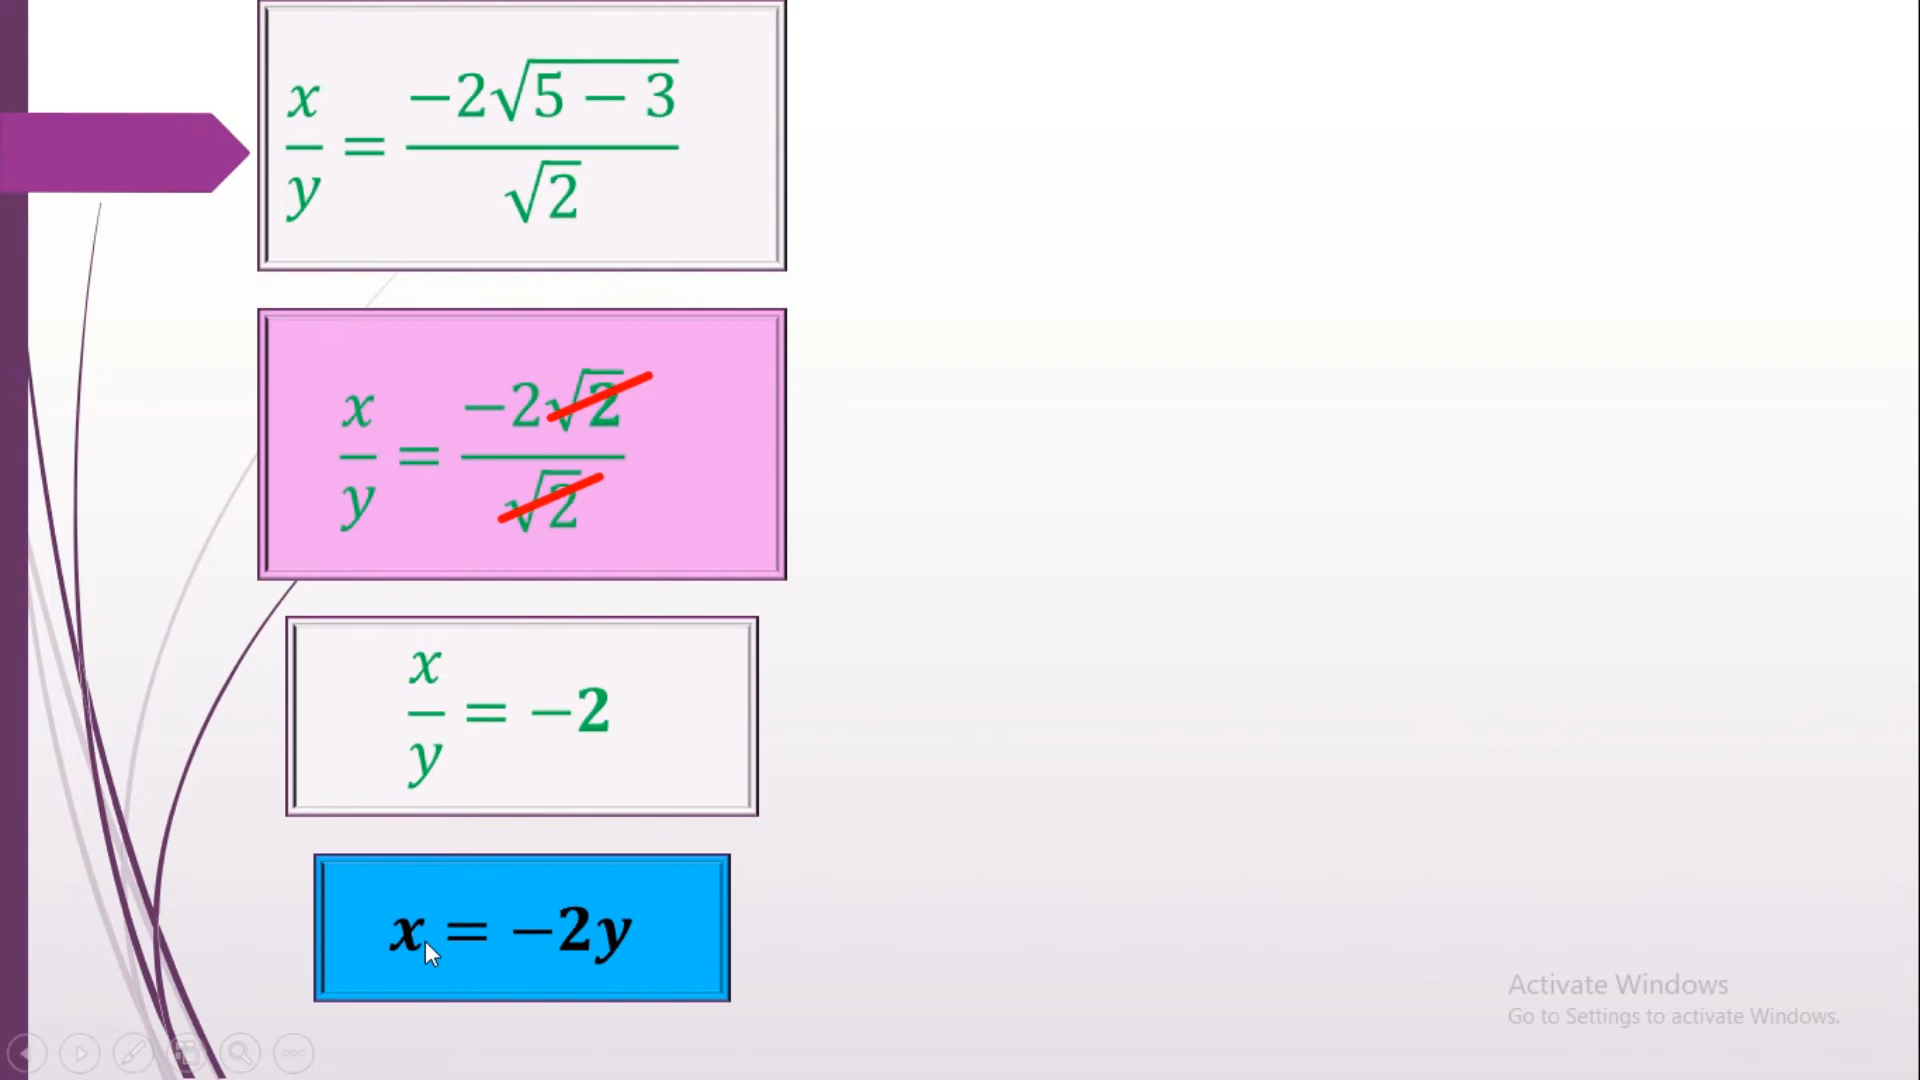 x/y = −2√(5 − 3)/√2
x/y = −2√2/√2
x/y = −2
x = −2y
Activate Windows
Go to Settings to activate Windows.